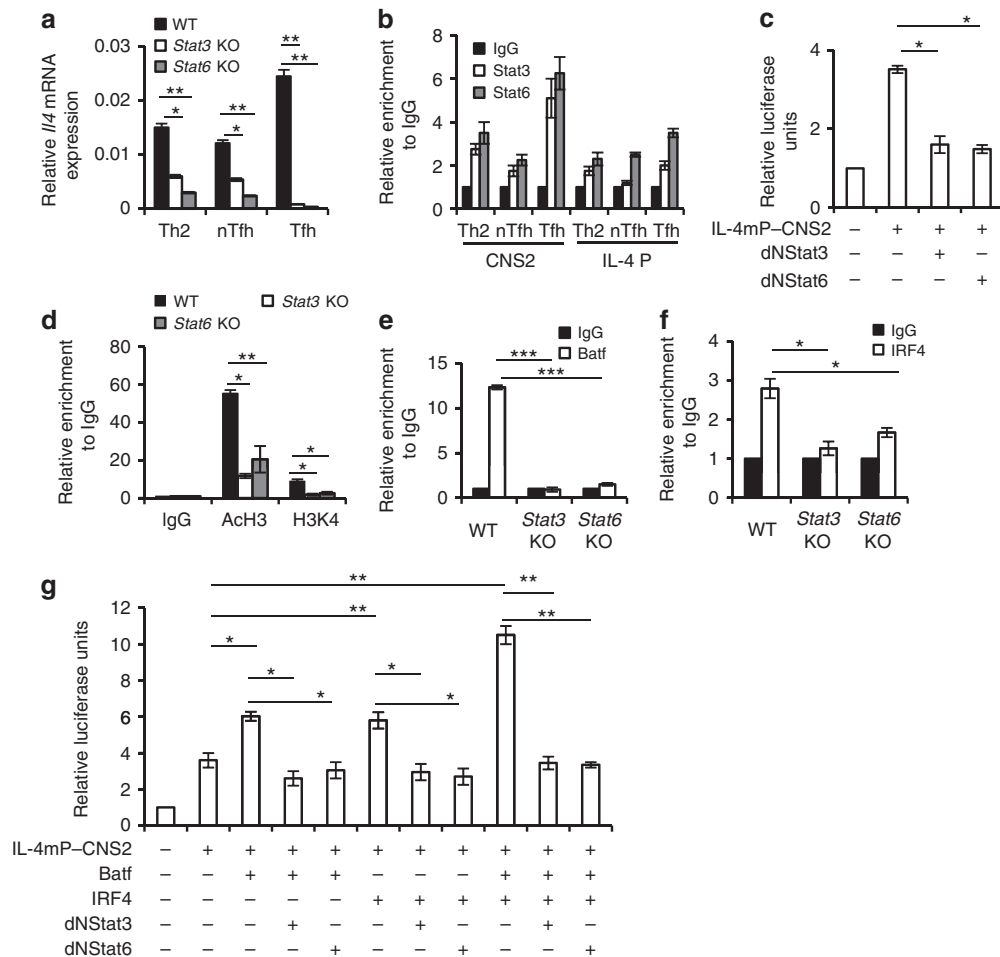 a
WT
Stat3 KO
Stat6 KO
Relative Il4 mRNA
expression
0.03
0.02
0.01
0
**
*
**
*
**
**
Th2
nTfh
Tfh
b
IgG
Stat3
Stat6
Relative enrichment
to IgG
8
6
4
2
0
Th2 nTfh Tfh Th2 nTfh Tfh
CNS2
IL-4 P
c
Relative luciferase
units
4
2
0
*
*
IL-4mP–CNS2 – + + +
dNStat3 – – + –
dNStat6 – – – +
d
WT
Stat3 KO
Stat6 KO
Relative enrichment
to IgG
80
60
40
20
0
**
*
*
*
IgG
AcH3
H3K4
e
IgG
Batf
Relative enrichment
to IgG
15
12
9
6
3
0
***
***
WT
Stat3
KO
Stat6
KO
f
IgG
IRF4
Relative enrichment
to IgG
4
3
2
1
0
*
*
WT
Stat3
KO
Stat6
KO
g
Relative luciferase units
12
10
8
6
4
2
0
**
**
**
**
*
*
*
*
*
IL-4mP–CNS2 – + + + + + + + + + +
Batf – – + + + – – – + + +
IRF4 – – – – – + + + + + +
dNStat3 – – – + – – + – – + –
dNStat6 – – – – + – – + – – +